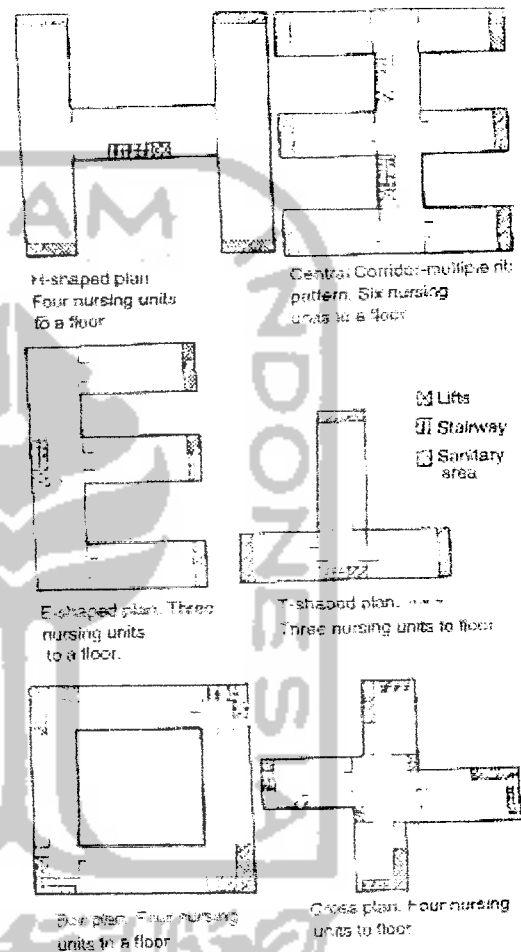 H-shaped plan
Four nursing units
to a floor
Central Corridor-multiple rib
pattern. Six nursing
units to a floor
Lifts
Stairway
Sanitary
area
E-shaped plan. Three
nursing units
to a floor.
T-shaped plan.
Three nursing units to floor
plan. Four nursing
units to a floor
Cross plan. Four nursing
units to floor
AM
NDONESIA